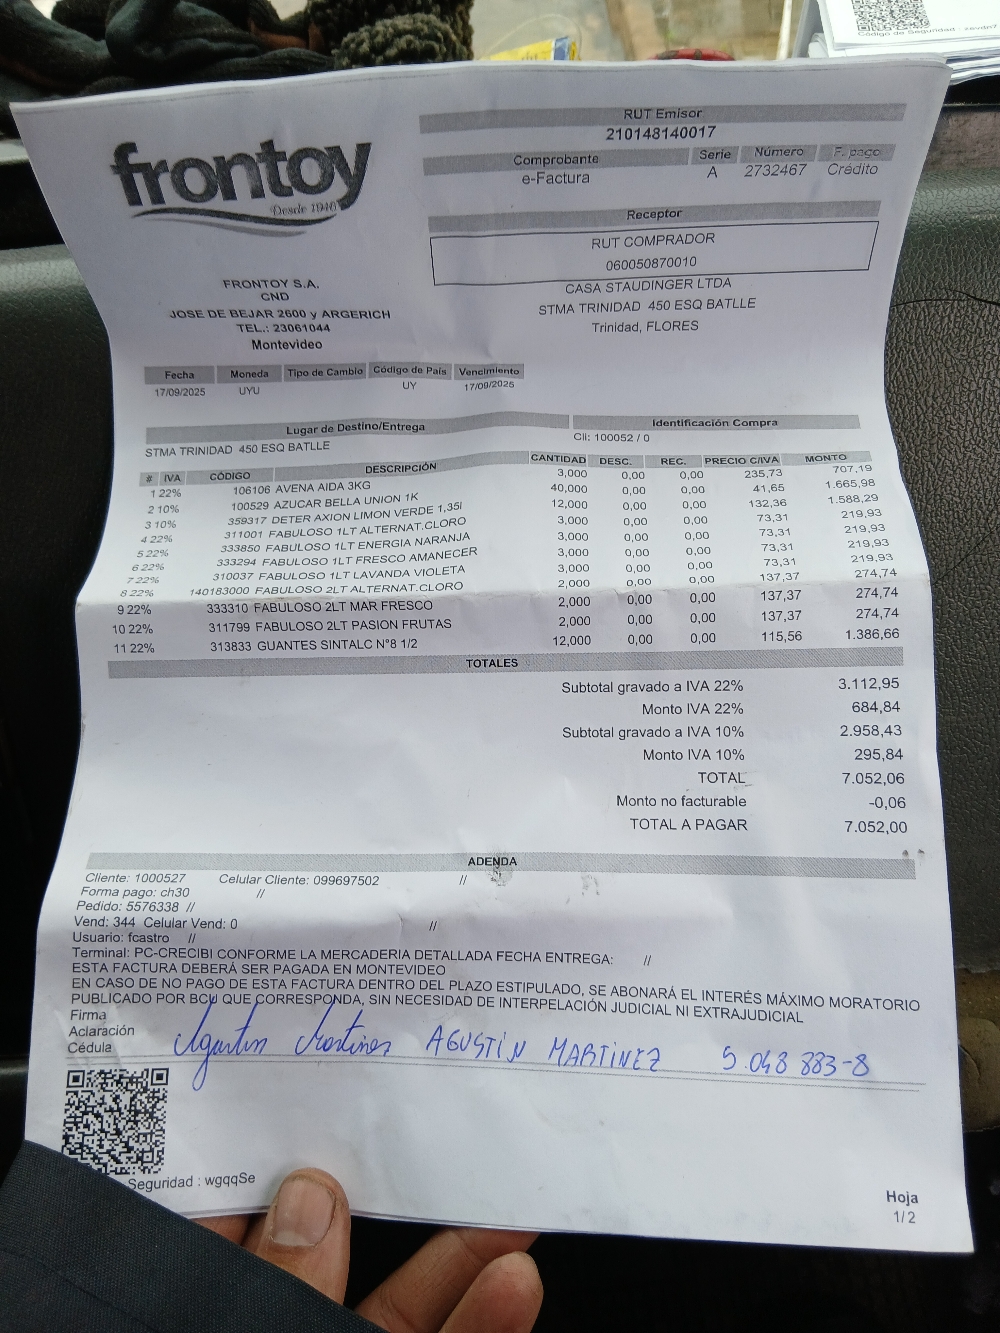 Código de Seguridad : xevdn7
frontoy
Desde 1940
RUT Emisor
210148140017
Comprobante Serie Número F. pago
e-Factura A 2732467 Crédito
Receptor
RUT COMPRADOR
060050870010
CASA STAUDINGER LTDA
STMA TRINIDAD 450 ESQ BATLLE
Trinidad, FLORES
FRONTOY S.A.
CND
JOSE DE BEJAR 2600 y ARGERICH
TEL.: 23061044
Montevideo
Fecha Moneda Tipo de Cambio Código de País Vencimiento
17/09/2025 UYU UY 17/09/2025
Lugar de Destino/Entrega Identificación Compra
STMA TRINIDAD 450 ESQ BATLLE Cli: 100052 / 0
# IVA CÓDIGO DESCRIPCIÓN CANTIDAD DESC. REC. PRECIO C/IVA MONTO
1 22% 106106 AVENA AIDA 3KG 3,000 0,00 0,00 235,73 707,19
2 10% 100529 AZUCAR BELLA UNION 1K 40,000 0,00 0,00 41,65 1.665,98
3 10% 359317 DETER AXION LIMON VERDE 1,35l 12,000 0,00 0,00 132,36 1.588,29
4 22% 311001 FABULOSO 1LT ALTERNAT.CLORO 3,000 0,00 0,00 73,31 219,93
5 22% 333850 FABULOSO 1LT ENERGIA NARANJA 3,000 0,00 0,00 73,31 219,93
6 22% 333294 FABULOSO 1LT FRESCO AMANECER 3,000 0,00 0,00 73,31 219,93
7 22% 310037 FABULOSO 1LT LAVANDA VIOLETA 3,000 0,00 0,00 73,31 219,93
8 22% 140183000 FABULOSO 2LT ALTERNAT.CLORO 2,000 0,00 0,00 137,37 274,74
9 22% 333310 FABULOSO 2LT MAR FRESCO 2,000 0,00 0,00 137,37 274,74
10 22% 311799 FABULOSO 2LT PASION FRUTAS 2,000 0,00 0,00 137,37 274,74
11 22% 313833 GUANTES SINTALC N°8 1/2 12,000 0,00 0,00 115,56 1.386,66
TOTALES
Subtotal gravado a IVA 22% 3.112,95
Monto IVA 22% 684,84
Subtotal gravado a IVA 10% 2.958,43
Monto IVA 10% 295,84
TOTAL 7.052,06
Monto no facturable -0,06
TOTAL A PAGAR 7.052,00
ADENDA
Cliente: 1000527 Celular Cliente: 099697502 //
Forma pago: ch30 //
Pedido: 5576338 //
Vend: 344 Celular Vend: 0 //
Usuario: fcastro //
Terminal: PC-CRECIBI CONFORME LA MERCADERIA DETALLADA FECHA ENTREGA: //
ESTA FACTURA DEBERÁ SER PAGADA EN MONTEVIDEO
EN CASO DE NO PAGO DE ESTA FACTURA DENTRO DEL PLAZO ESTIPULADO, SE ABONARÁ EL INTERÉS MÁXIMO MORATORIO
PUBLICADO POR BCU QUE CORRESPONDA, SIN NECESIDAD DE INTERPELACIÓN JUDICIAL NI EXTRAJUDICIAL
Firma
Aclaración
Cédula Agustin Martinez AGUSTÍN MARTINEZ 5.048 883-8
Seguridad : wgqqSe
Hoja
1/2